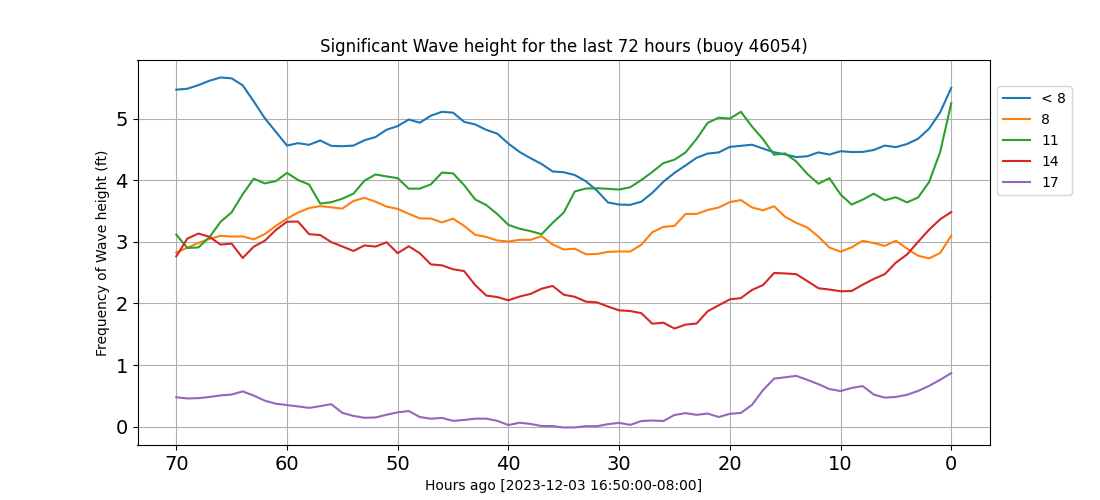 Significant Wave height for the last 72 hours (buoy 46054)
Frequency of Wave height (ft)
5
4
3
2
1
0
70 60 50 40 30 20 10 0
Hours ago [2023-12-03 16:50:00-08:00]
< 8
8
11
14
17